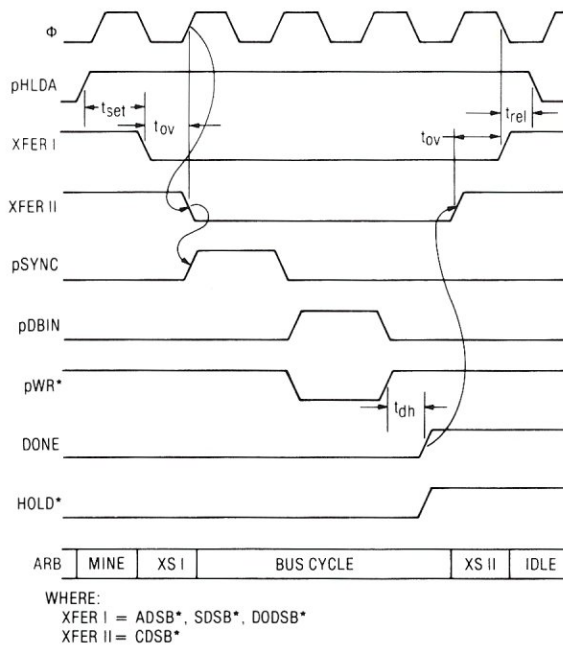 Φ
pHLDA
tset
tov
trel
XFER I
tov
XFER II
pSYNC
pDBIN
pWR*
tdh
DONE
HOLD*
ARB MINE XS I BUS CYCLE XS II IDLE
WHERE:
XFER I = ADSB*, SDSB*, DODSB*
XFER II = CDSB*